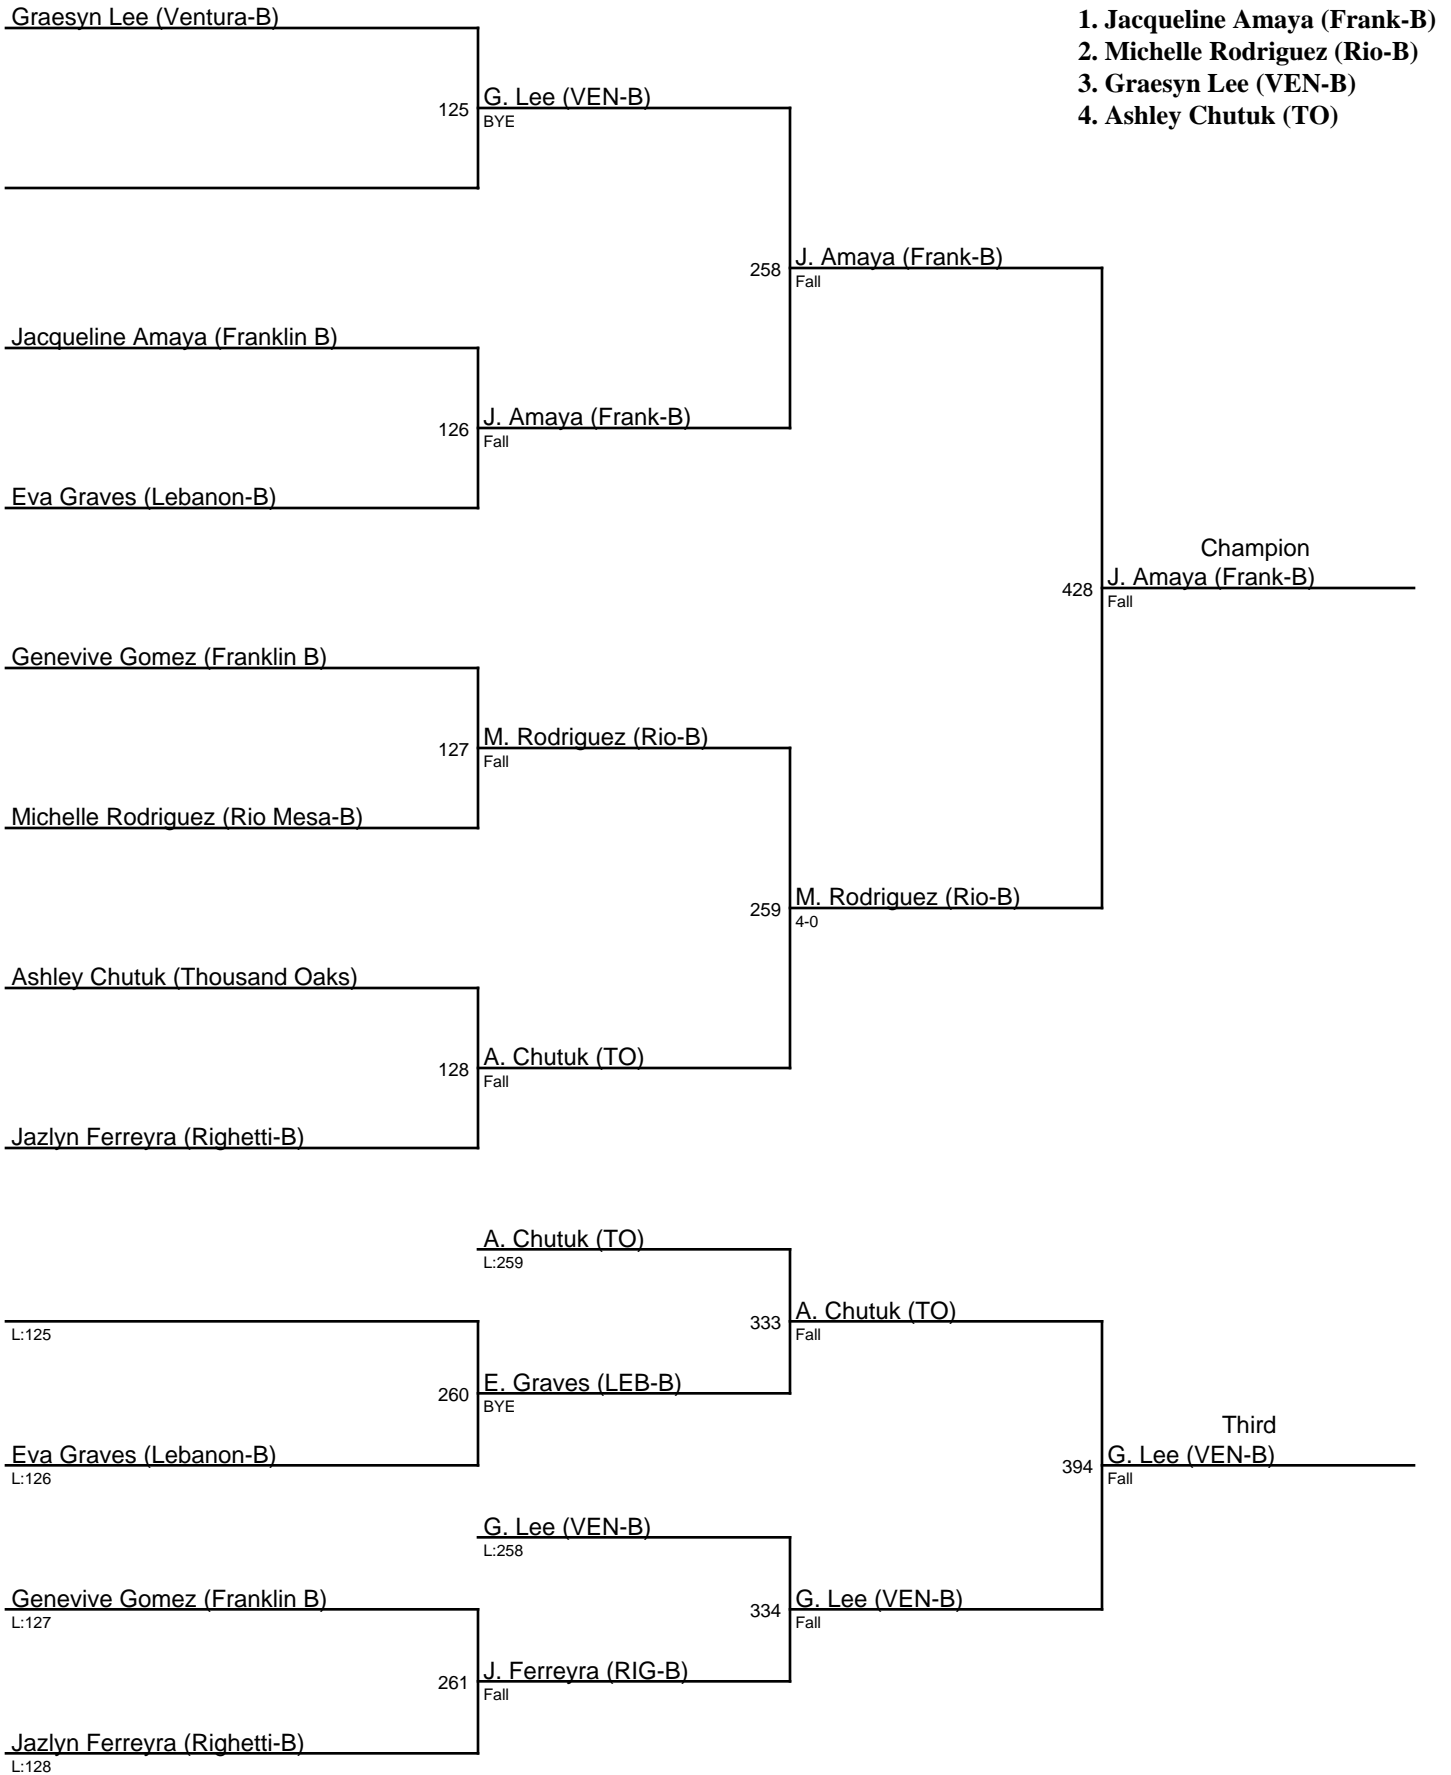 Graesyn Lee (Ventura-B)
1. Jacqueline Amaya (Frank-B)
2. Michelle Rodriguez (Rio-B)
3. Graesyn Lee (VEN-B)
4. Ashley Chutuk (TO)
125
G. Lee (VEN-B)
BYE
258
J. Amaya (Frank-B)
Fall
Jacqueline Amaya (Franklin B)
126
J. Amaya (Frank-B)
Fall
Eva Graves (Lebanon-B)
Champion
428
J. Amaya (Frank-B)
Fall
Genevive Gomez (Franklin B)
127
M. Rodriguez (Rio-B)
Fall
Michelle Rodriguez (Rio Mesa-B)
259
M. Rodriguez (Rio-B)
4-0
Ashley Chutuk (Thousand Oaks)
128
A. Chutuk (TO)
Fall
Jazlyn Ferreyra (Righetti-B)
A. Chutuk (TO)
L:259
L:125
333
A. Chutuk (TO)
Fall
260
E. Graves (LEB-B)
BYE
Eva Graves (Lebanon-B)
L:126
Third
394
G. Lee (VEN-B)
Fall
G. Lee (VEN-B)
L:258
Genevive Gomez (Franklin B)
L:127
334
G. Lee (VEN-B)
Fall
261
J. Ferreyra (RIG-B)
Fall
Jazlyn Ferreyra (Righetti-B)
L:128